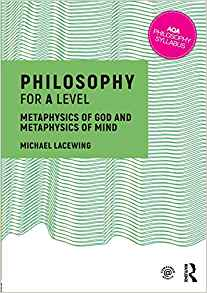 AQA
PHILOSOPHY
SYLLABUS
PHILOSOPHY
FOR A LEVEL
METAPHYSICS OF GOD AND
METAPHYSICS OF MIND
MICHAEL LACEWING
R